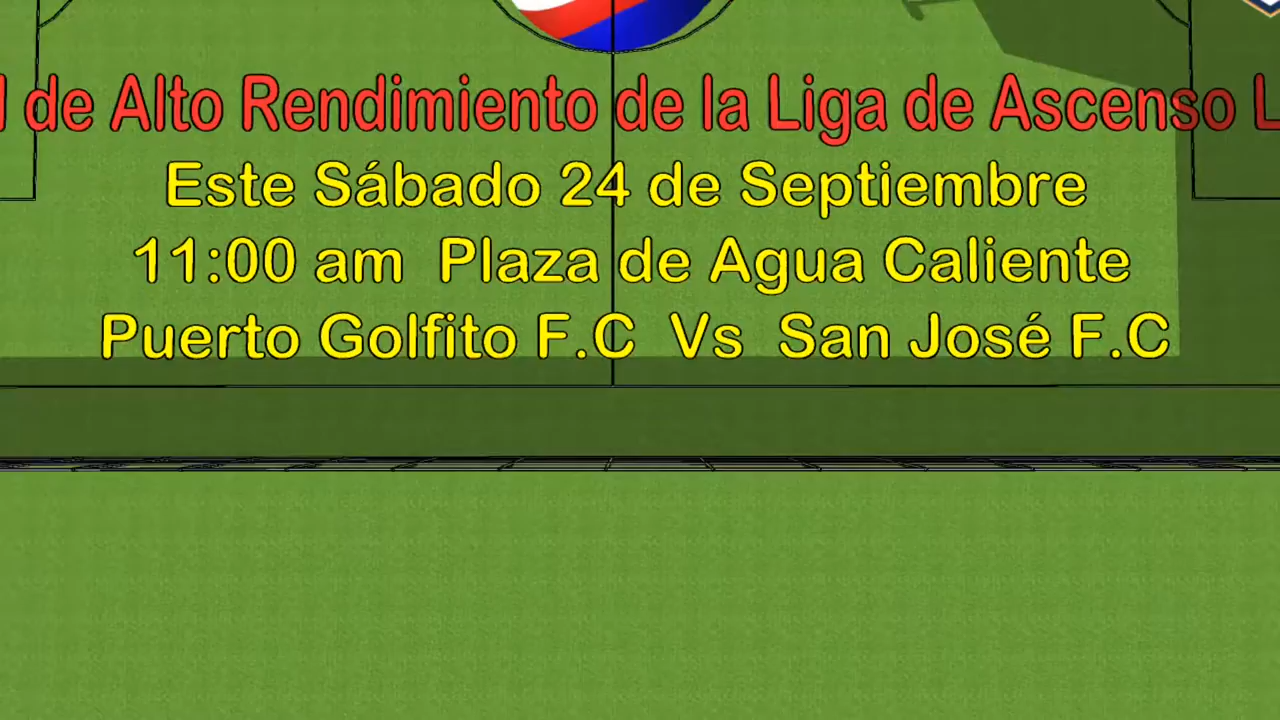 de Alto Rendimiento de la Liga de Ascenso
Este Sábado 24 de Septiembre
11:00 am Plaza de Agua Caliente
Puerto Golfito F.C Vs San José F.C